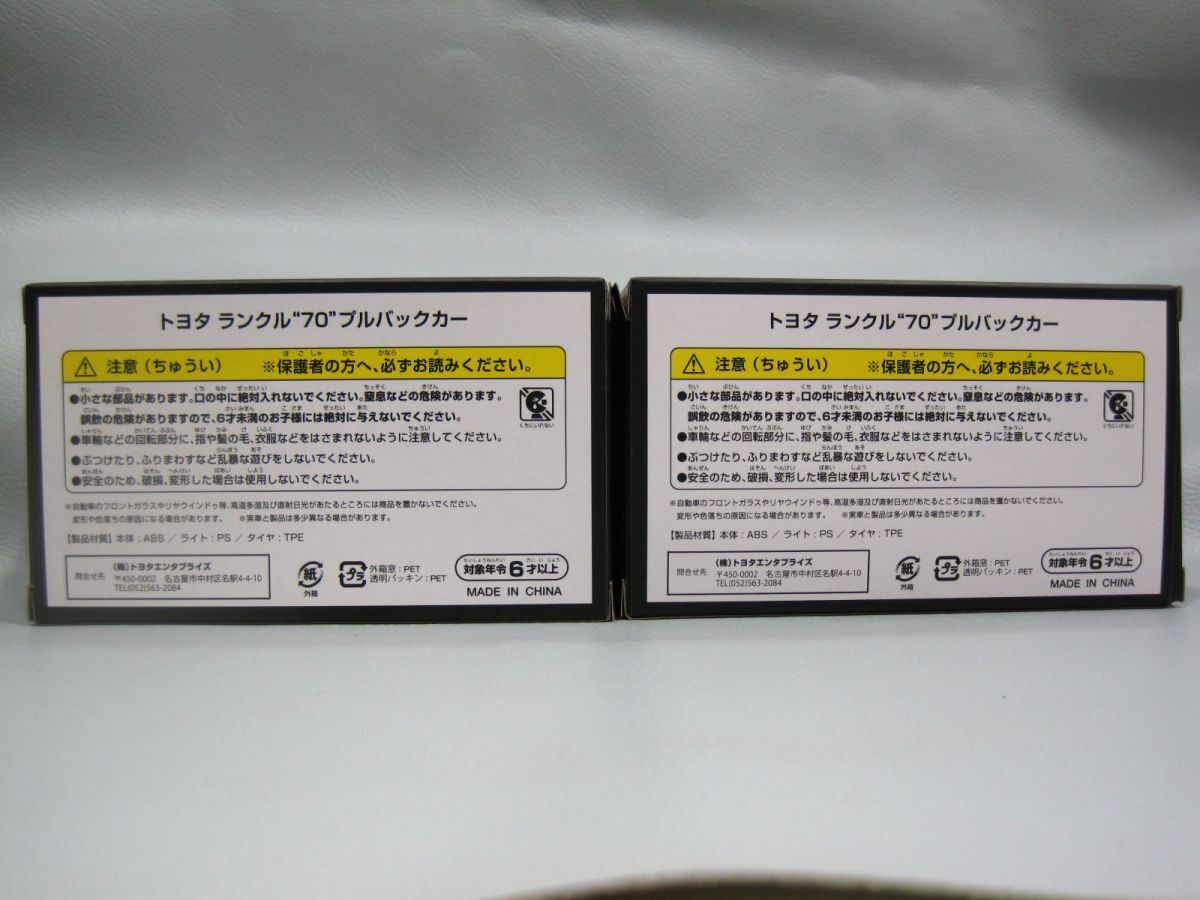 トヨタ ランクル“70”プルバックカー
注意（ちゅうい） ※保護者の方へ、必ずお読みください。
●小さな部品があります。口の中に絶対入れないでください。窒息などの危険があります。
誤飲の危険がありますので、6才未満のお子様には絶対に与えないでください。
くちにいれない
●車輪などの回転部分に、指や髪の毛、衣服などをはさまれないように注意してください。
●ぶつけたり、ふりまわすなど乱暴な遊びをしないでください。
●安全のため、破損、変形した場合は使用しないでください。
※自動車のフロントガラスやリヤウインドゥ等、高温多湿及び直射日光があたるところには商品を置かないでください。
変形や色落ちの原因になる場合があります。 ※実車と製品は多少異なる場合があります。
【製品材質】本体：ABS ／ ライト：PS ／ タイヤ：TPE
問合せ先
（株）トヨタエンタプライズ
〒450-0002 名古屋市中村区名駅4-4-10
TEL(052)563-2084
紙
外箱
プラ
外箱窓：PET
透明パッキン：PET
対象年令6才以上
MADE IN CHINA
トヨタ ランクル“70”プルバックカー
注意（ちゅうい） ※保護者の方へ、必ずお読みください。
●小さな部品があります。口の中に絶対入れないでください。窒息などの危険があります。
誤飲の危険がありますので、6才未満のお子様には絶対に与えないでください。
くちにいれない
●車輪などの回転部分に、指や髪の毛、衣服などをはさまれないように注意してください。
●ぶつけたり、ふりまわすなど乱暴な遊びをしないでください。
●安全のため、破損、変形した場合は使用しないでください。
※自動車のフロントガラスやリヤウインドゥ等、高温多湿及び直射日光があたるところには商品を置かないでください。
変形や色落ちの原因になる場合があります。 ※実車と製品は多少異なる場合があります。
【製品材質】本体：ABS ／ ライト：PS ／ タイヤ：TPE
問合せ先
（株）トヨタエンタプライズ
〒450-0002 名古屋市中村区名駅4-4-10
TEL(052)563-2084
紙
外箱
プラ
外箱窓：PET
透明パッキン：PET
対象年令6才以上
MADE IN CHINA